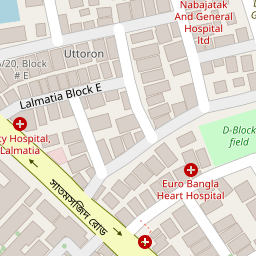 Nabajatak
And General
Hospital
ltd
Uttoron
/20, Block
# E
Lalmatia Block E
D-Block
field
ty Hospital,
Lalmatia
Euro Bangla
Heart Hospital
সাতমসজিদ রোড